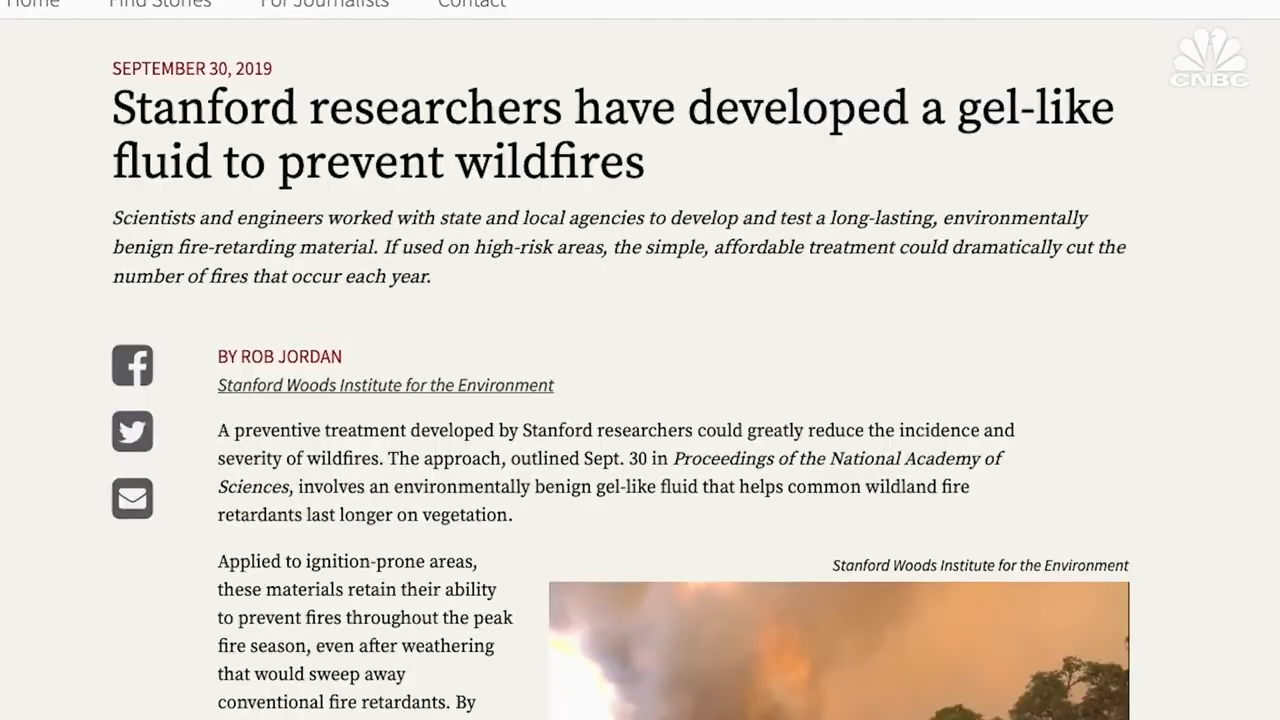 Home Find Stories For Journalists Contact
CNBC
SEPTEMBER 30, 2019
Stanford researchers have developed a gel-like
fluid to prevent wildfires
Scientists and engineers worked with state and local agencies to develop and test a long-lasting, environmentally
benign fire-retarding material. If used on high-risk areas, the simple, affordable treatment could dramatically cut the
number of fires that occur each year.
BY ROB JORDAN
Stanford Woods Institute for the Environment
A preventive treatment developed by Stanford researchers could greatly reduce the incidence and
severity of wildfires. The approach, outlined Sept. 30 in Proceedings of the National Academy of
Sciences, involves an environmentally benign gel-like fluid that helps common wildland fire
retardants last longer on vegetation.
Applied to ignition-prone areas,
these materials retain their ability
to prevent fires throughout the peak
fire season, even after weathering
that would sweep away
conventional fire retardants. By
Stanford Woods Institute for the Environment